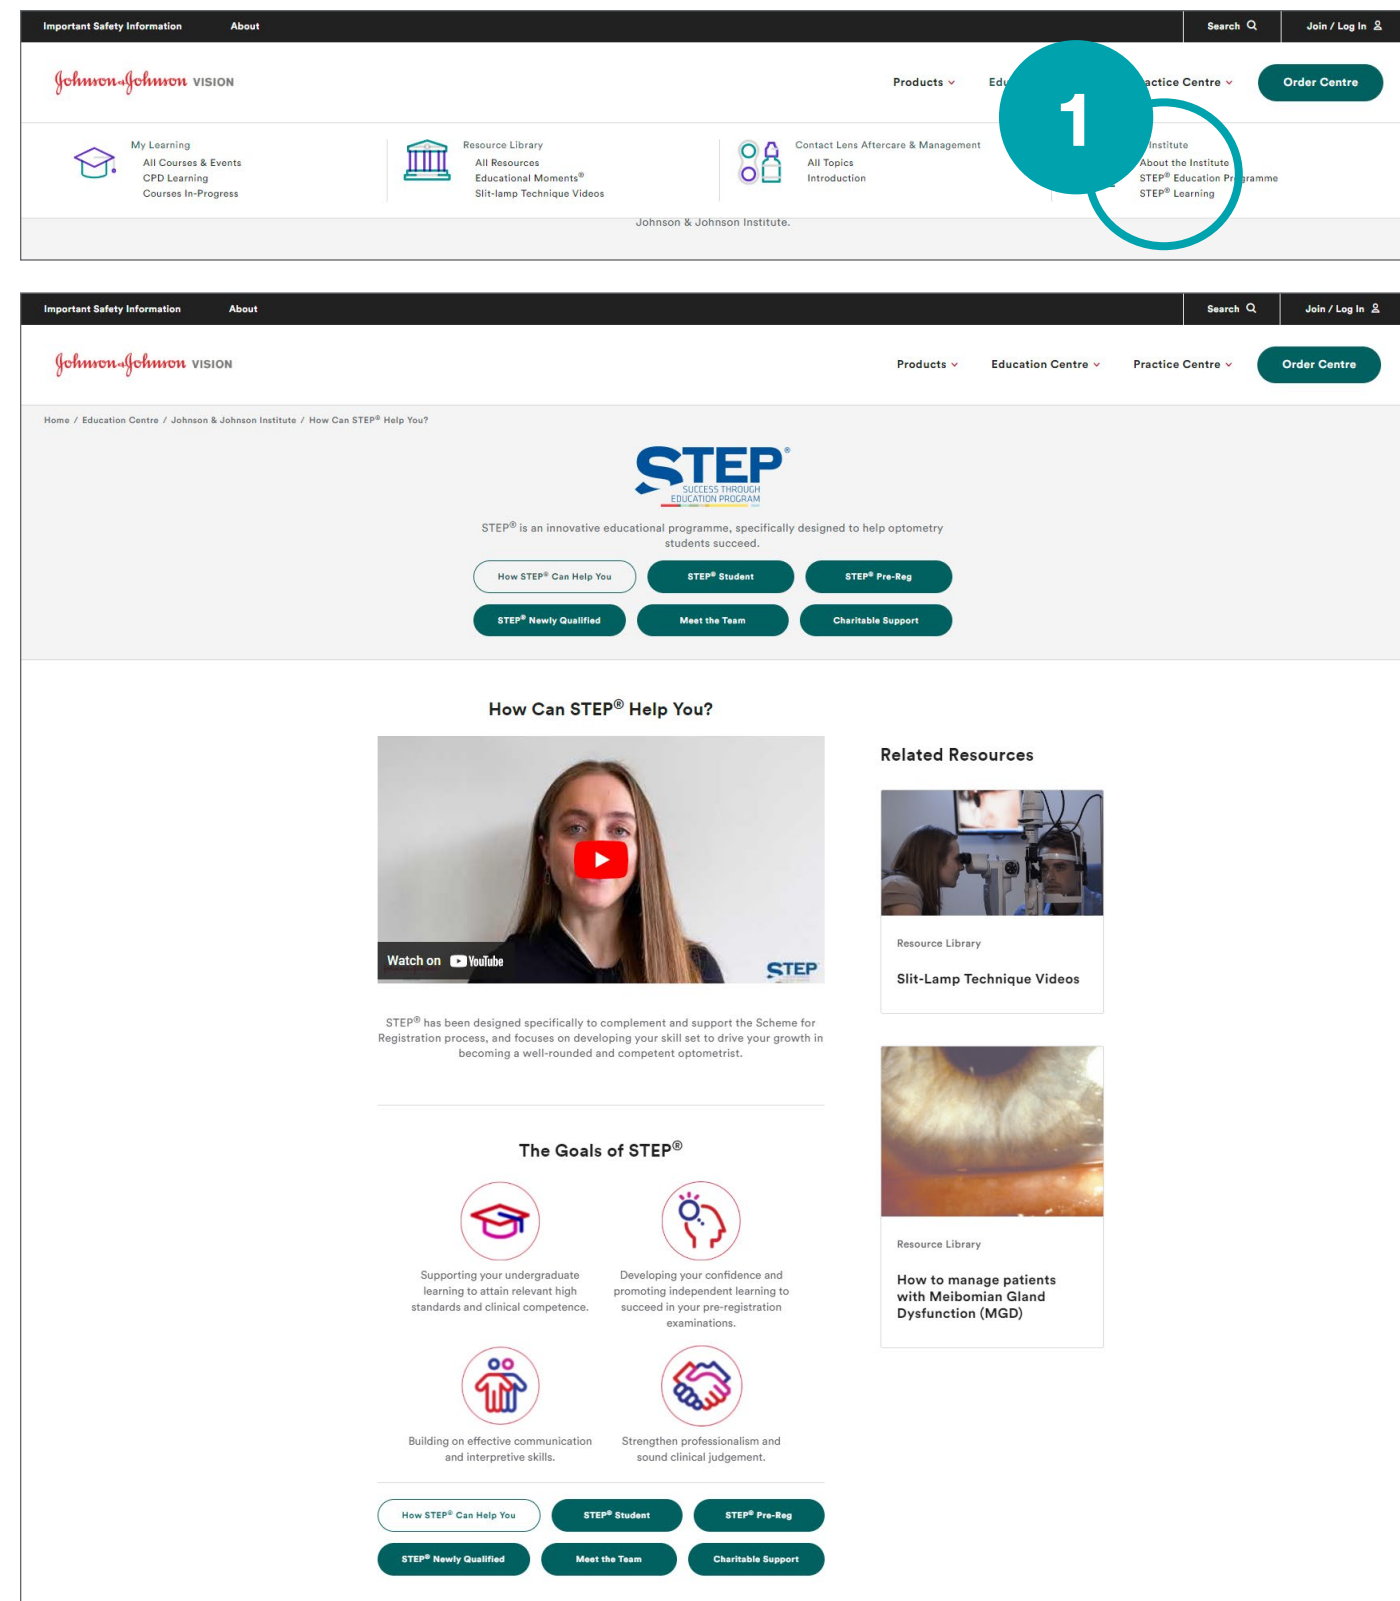 Important Safety Information About Search Join / Log In
Johnson&Johnson VISION Products Edu actice Centre Order Centre
1
My Learning
All Courses & Events
CPD Learning
Courses In-Progress
Resource Library
All Resources
Educational Moments®
Slit-lamp Technique Videos
Contact Lens Aftercare & Management
All Topics
Introduction
Institute
About the Institute
STEP® Education Programme
STEP® Learning
Johnson & Johnson Institute.
Important Safety Information About Search Join / Log In
Johnson&Johnson VISION Products Education Centre Practice Centre Order Centre
Home / Education Centre / Johnson & Johnson Institute / How Can STEP® Help You?
STEP®
SUCCESS THROUGH
EDUCATION PROGRAM
STEP® is an innovative educational programme, specifically designed to help optometry
students succeed.
How STEP® Can Help You STEP® Student STEP® Pre-Reg
STEP® Newly Qualified Meet the Team Charitable Support
How Can STEP® Help You?
Watch on YouTube
STEP
STEP® has been designed specifically to complement and support the Scheme for
Registration process, and focuses on developing your skill set to drive your growth in
becoming a well-rounded and competent optometrist.
The Goals of STEP®
Supporting your undergraduate
learning to attain relevant high
standards and clinical competence.
Developing your confidence and
promoting independent learning to
succeed in your pre-registration
examinations.
Building on effective communication
and interpretive skills.
Strengthen professionalism and
sound clinical judgement.
How STEP® Can Help You STEP® Student STEP® Pre-Reg
STEP® Newly Qualified Meet the Team Charitable Support
Related Resources
Resource Library
Slit-Lamp Technique Videos
Resource Library
How to manage patients
with Meibomian Gland
Dysfunction (MGD)